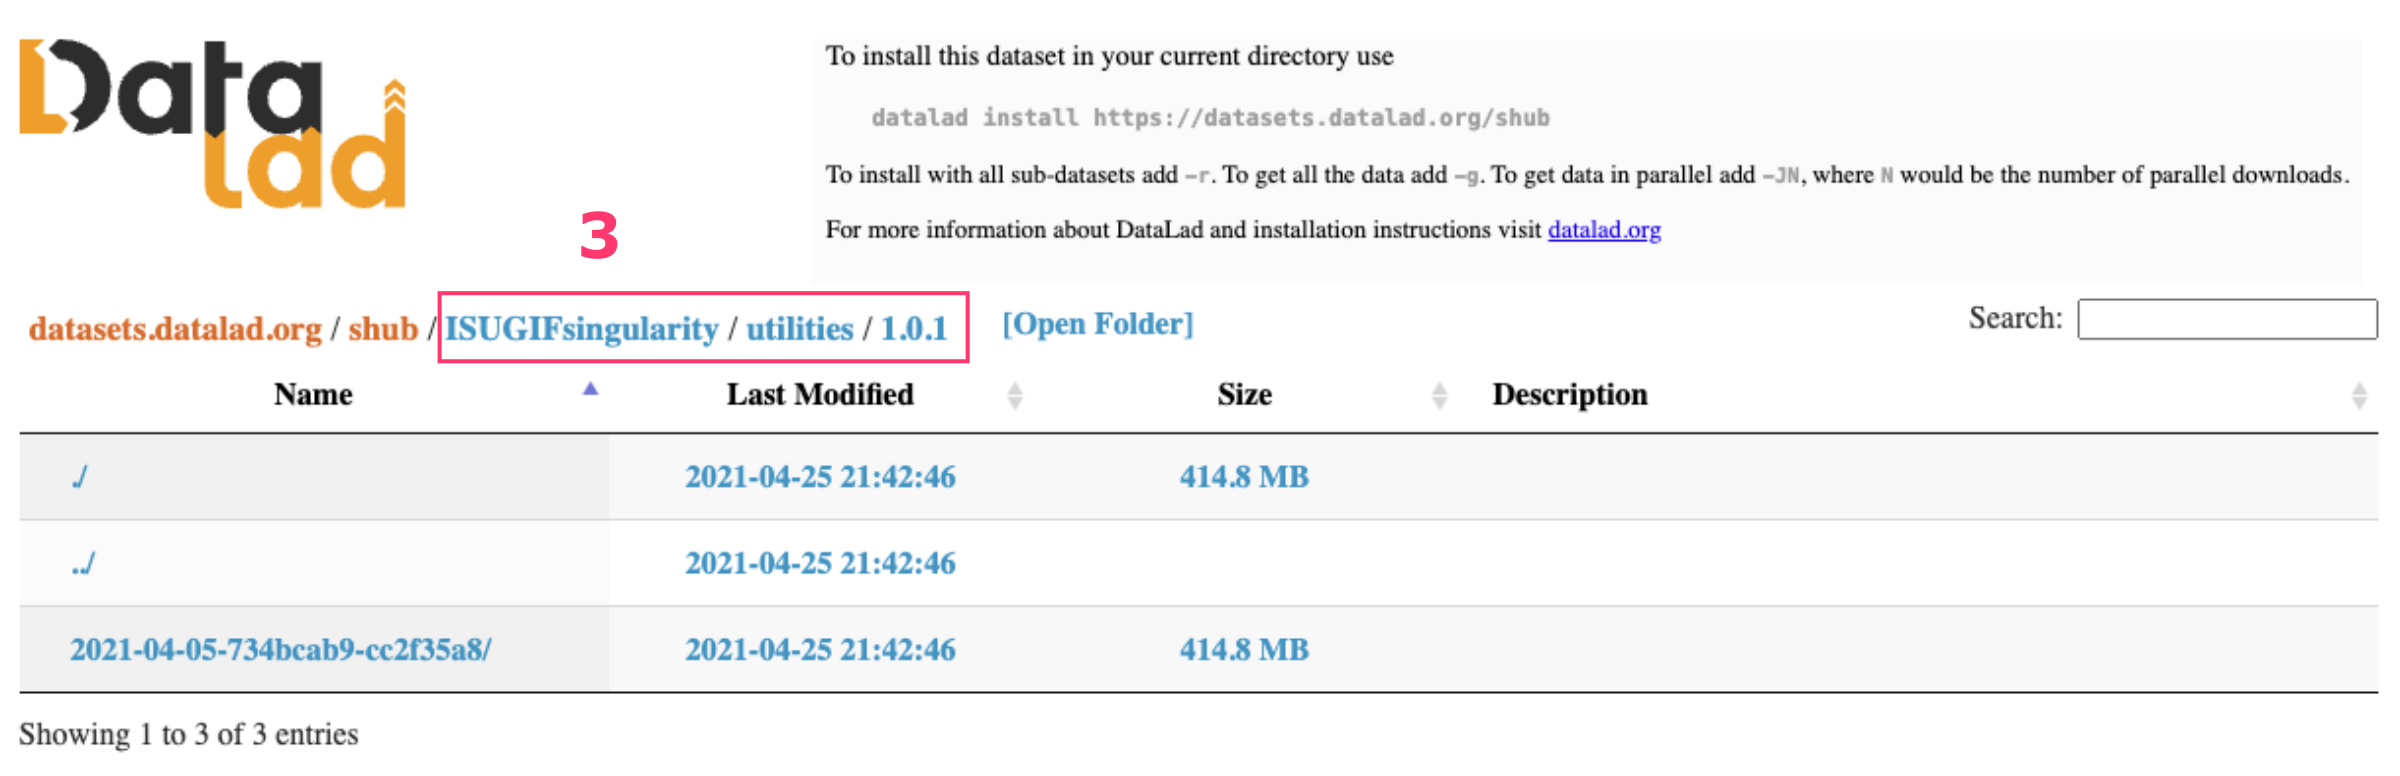 Data
lad
To install this dataset in your current directory use
datalad install https://datasets.datalad.org/shub
To install with all sub-datasets add -r. To get all the data add -g. To get data in parallel add -JN, where N would be the number of parallel downloads.
For more information about DataLad and installation instructions visit datalad.org
3
datasets.datalad.org / shub / ISUGIFsingularity / utilities / 1.0.1 [Open Folder] Search:
Name Last Modified Size Description
./ 2021-04-25 21:42:46 414.8 MB
../ 2021-04-25 21:42:46
2021-04-05-734bcab9-cc2f35a8/ 2021-04-25 21:42:46 414.8 MB
Showing 1 to 3 of 3 entries